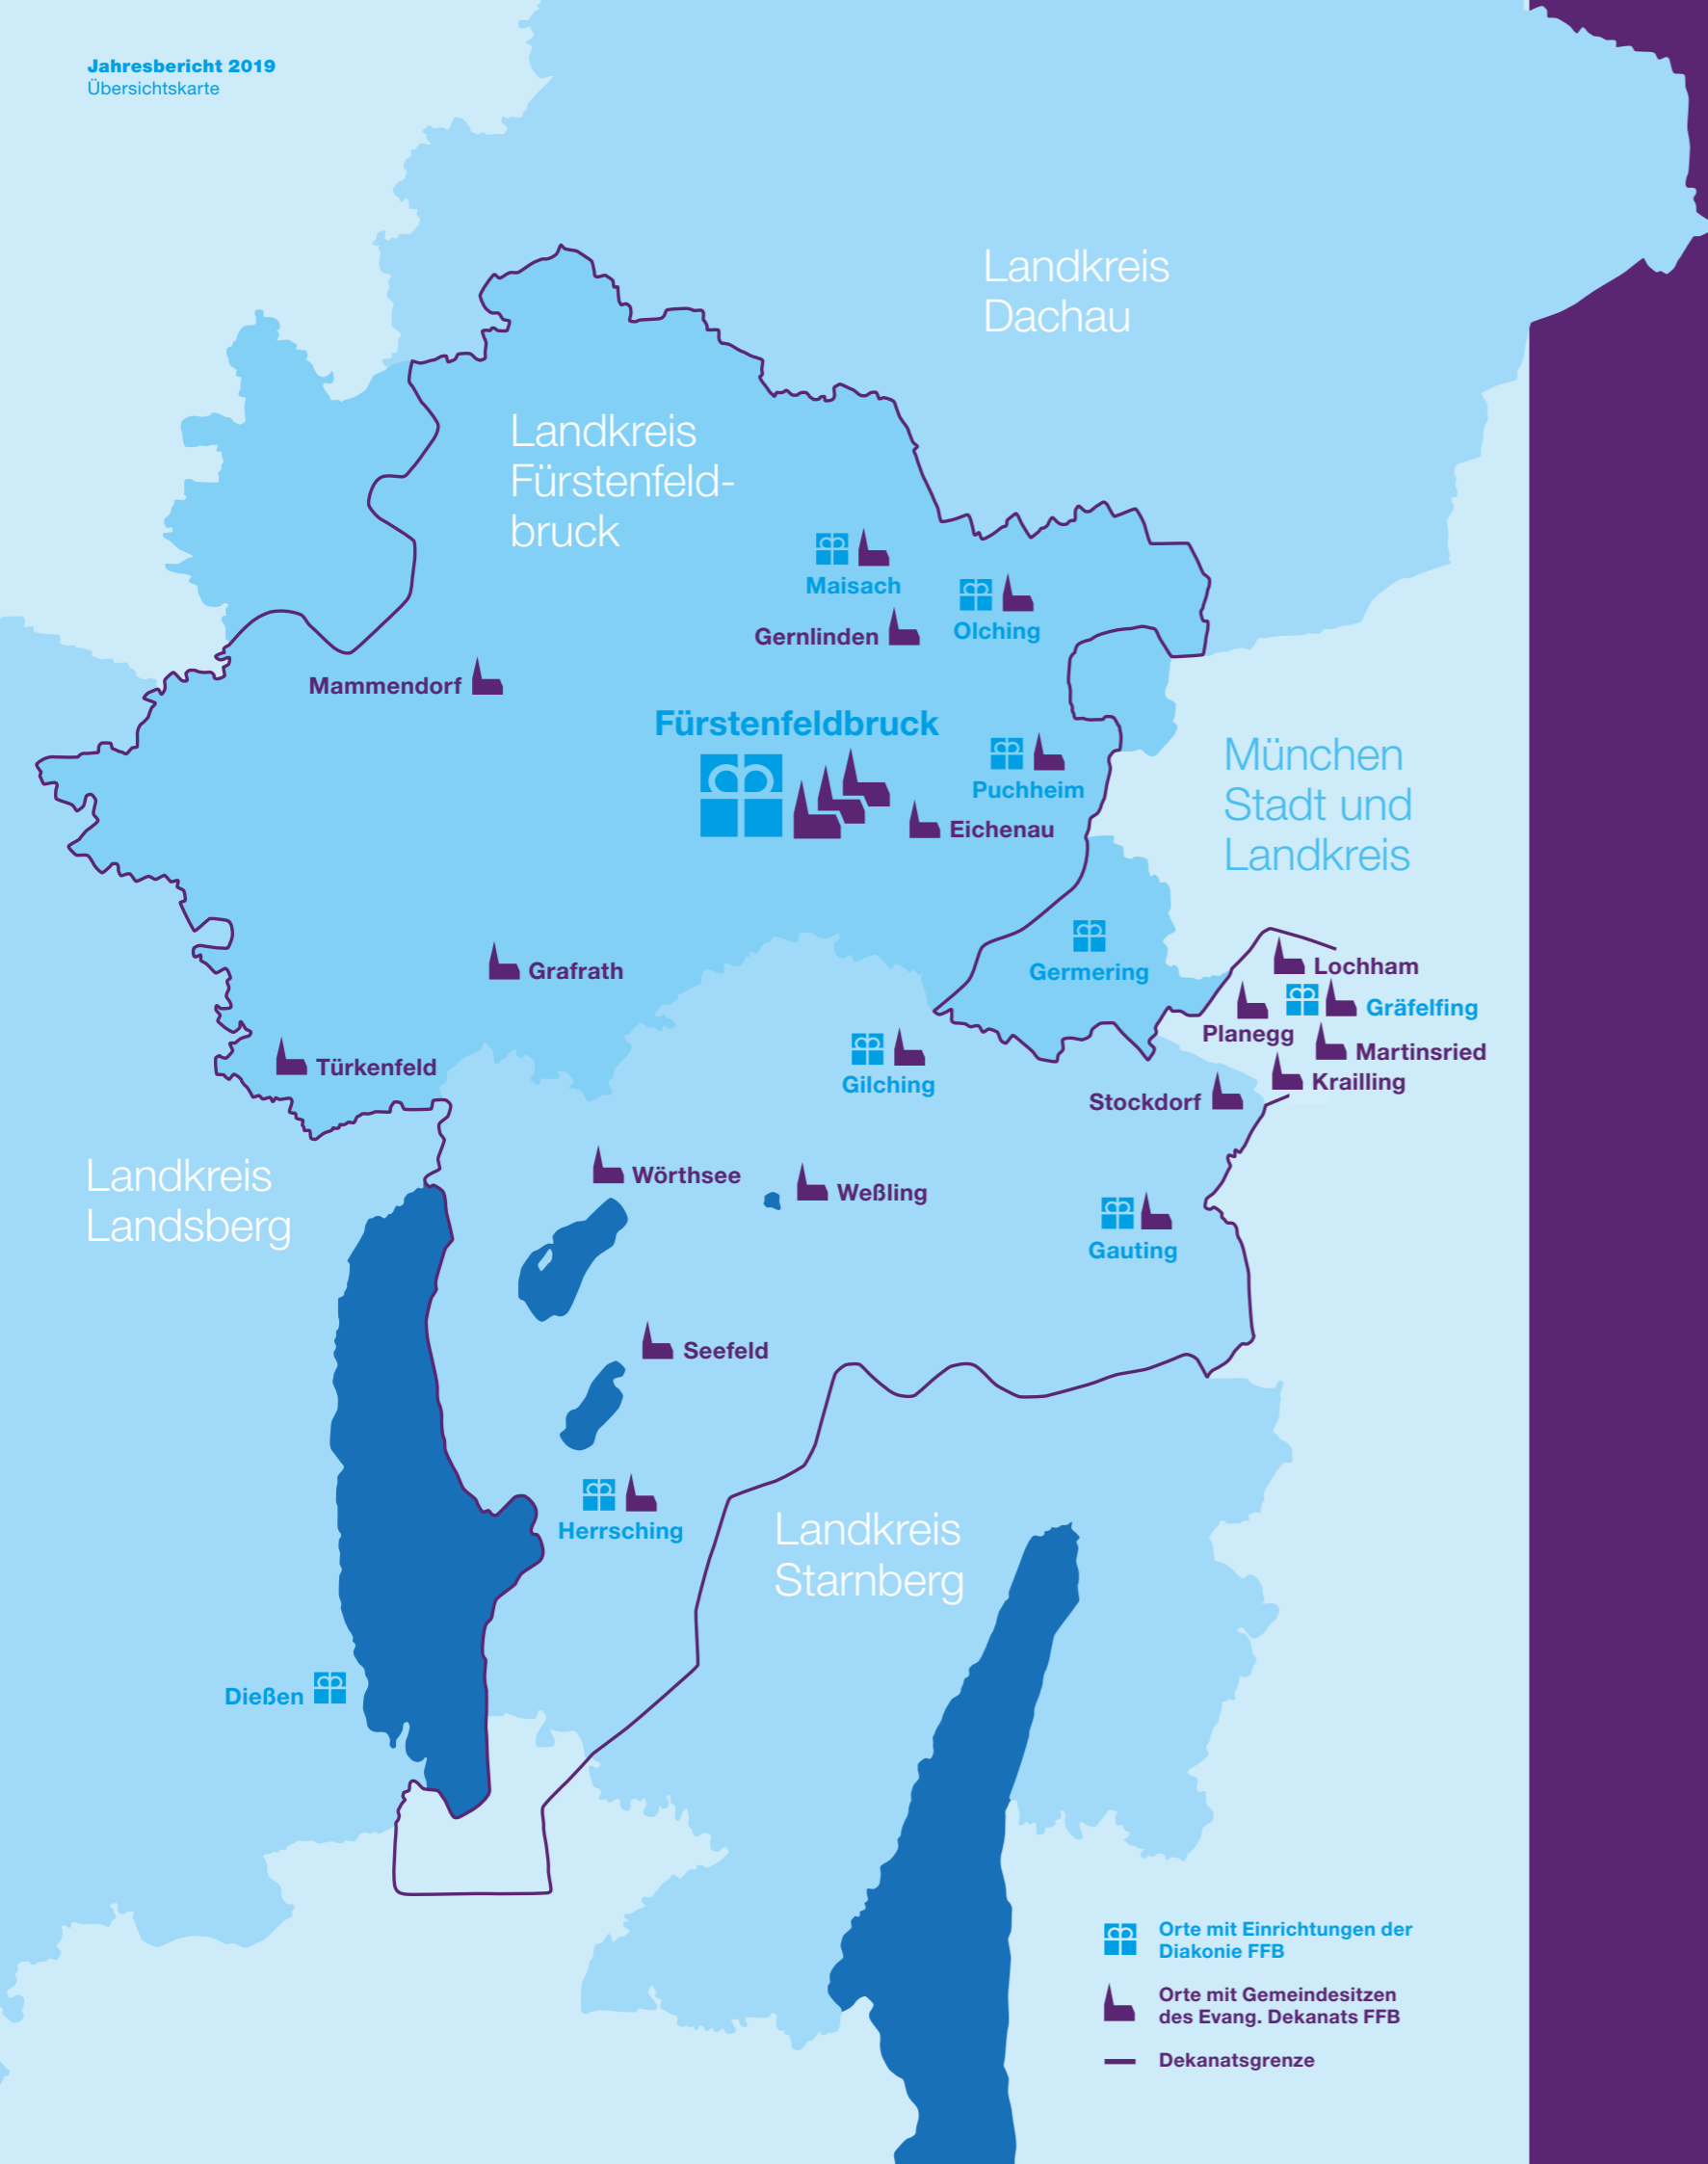 Jahresbericht 2019
Übersichtskarte
Landkreis
Dachau
Landkreis
Fürstenfeld-
bruck
Maisach
Olching
Gernlinden
Mammendorf
Fürstenfeldbruck
Puchheim
Eichenau
München
Stadt und
Landkreis
Grafrath
Germering
Lochham
Gräfelfing
Planegg
Martinsried
Krailling
Stockdorf
Türkenfeld
Gilching
Landkreis
Landsberg
Wörthsee
Weßling
Gauting
Seefeld
Herrsching
Landkreis
Starnberg
Dießen
Orte mit Einrichtungen der
Diakonie FFB
Orte mit Gemeindesitzen
des Evang. Dekanats FFB
Dekanatsgrenze